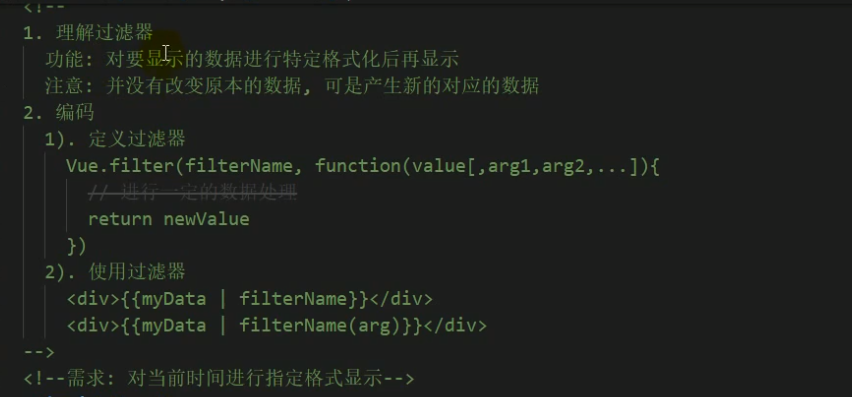 <!--
1. 理解过滤器
功能: 对要显示的数据进行特定格式化后再显示
注意: 并没有改变原本的数据, 可是产生新的对应的数据
2. 编码
1). 定义过滤器
Vue.filter(filterName, function(value[,arg1,arg2,...]){
// 进行一定的数据处理
return newValue
})
2). 使用过滤器
<div>{{myData | filterName}}</div>
<div>{{myData | filterName(arg)}}</div>
-->
<!--需求: 对当前时间进行指定格式显示-->